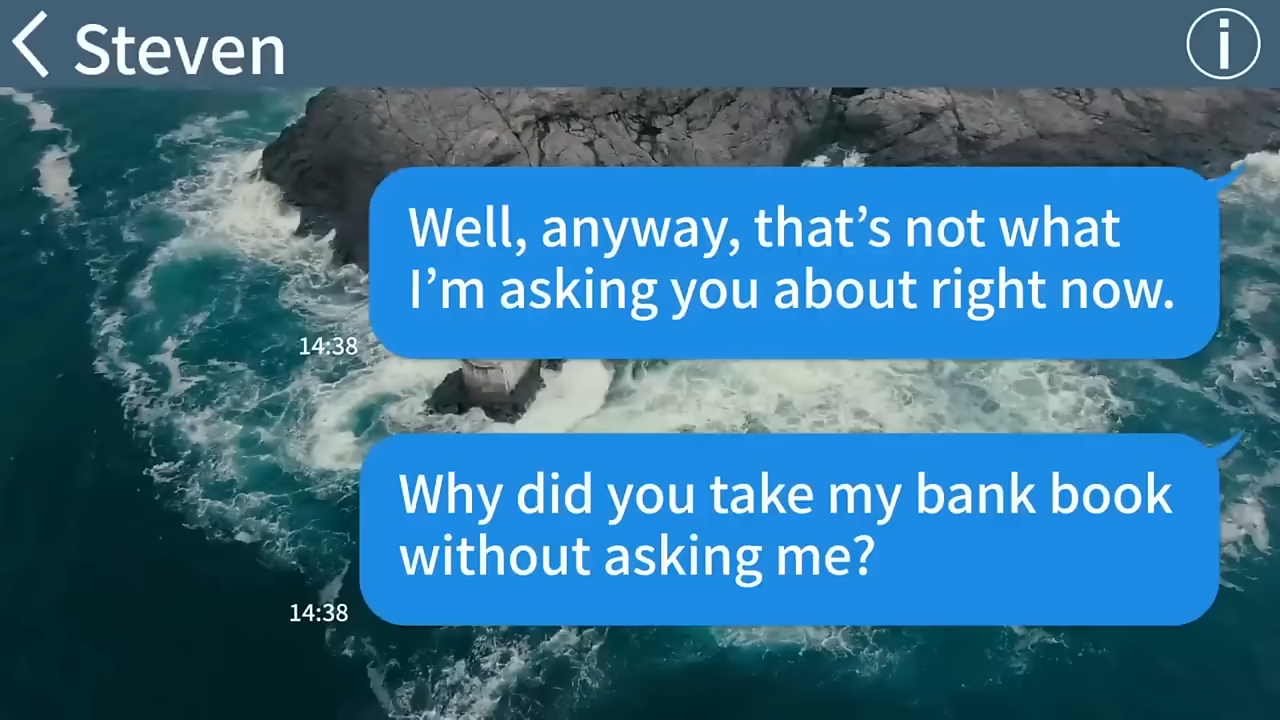 Steven
Well, anyway, that’s not what
I’m asking you about right now.
14:38
Why did you take my bank book
without asking me?
14:38